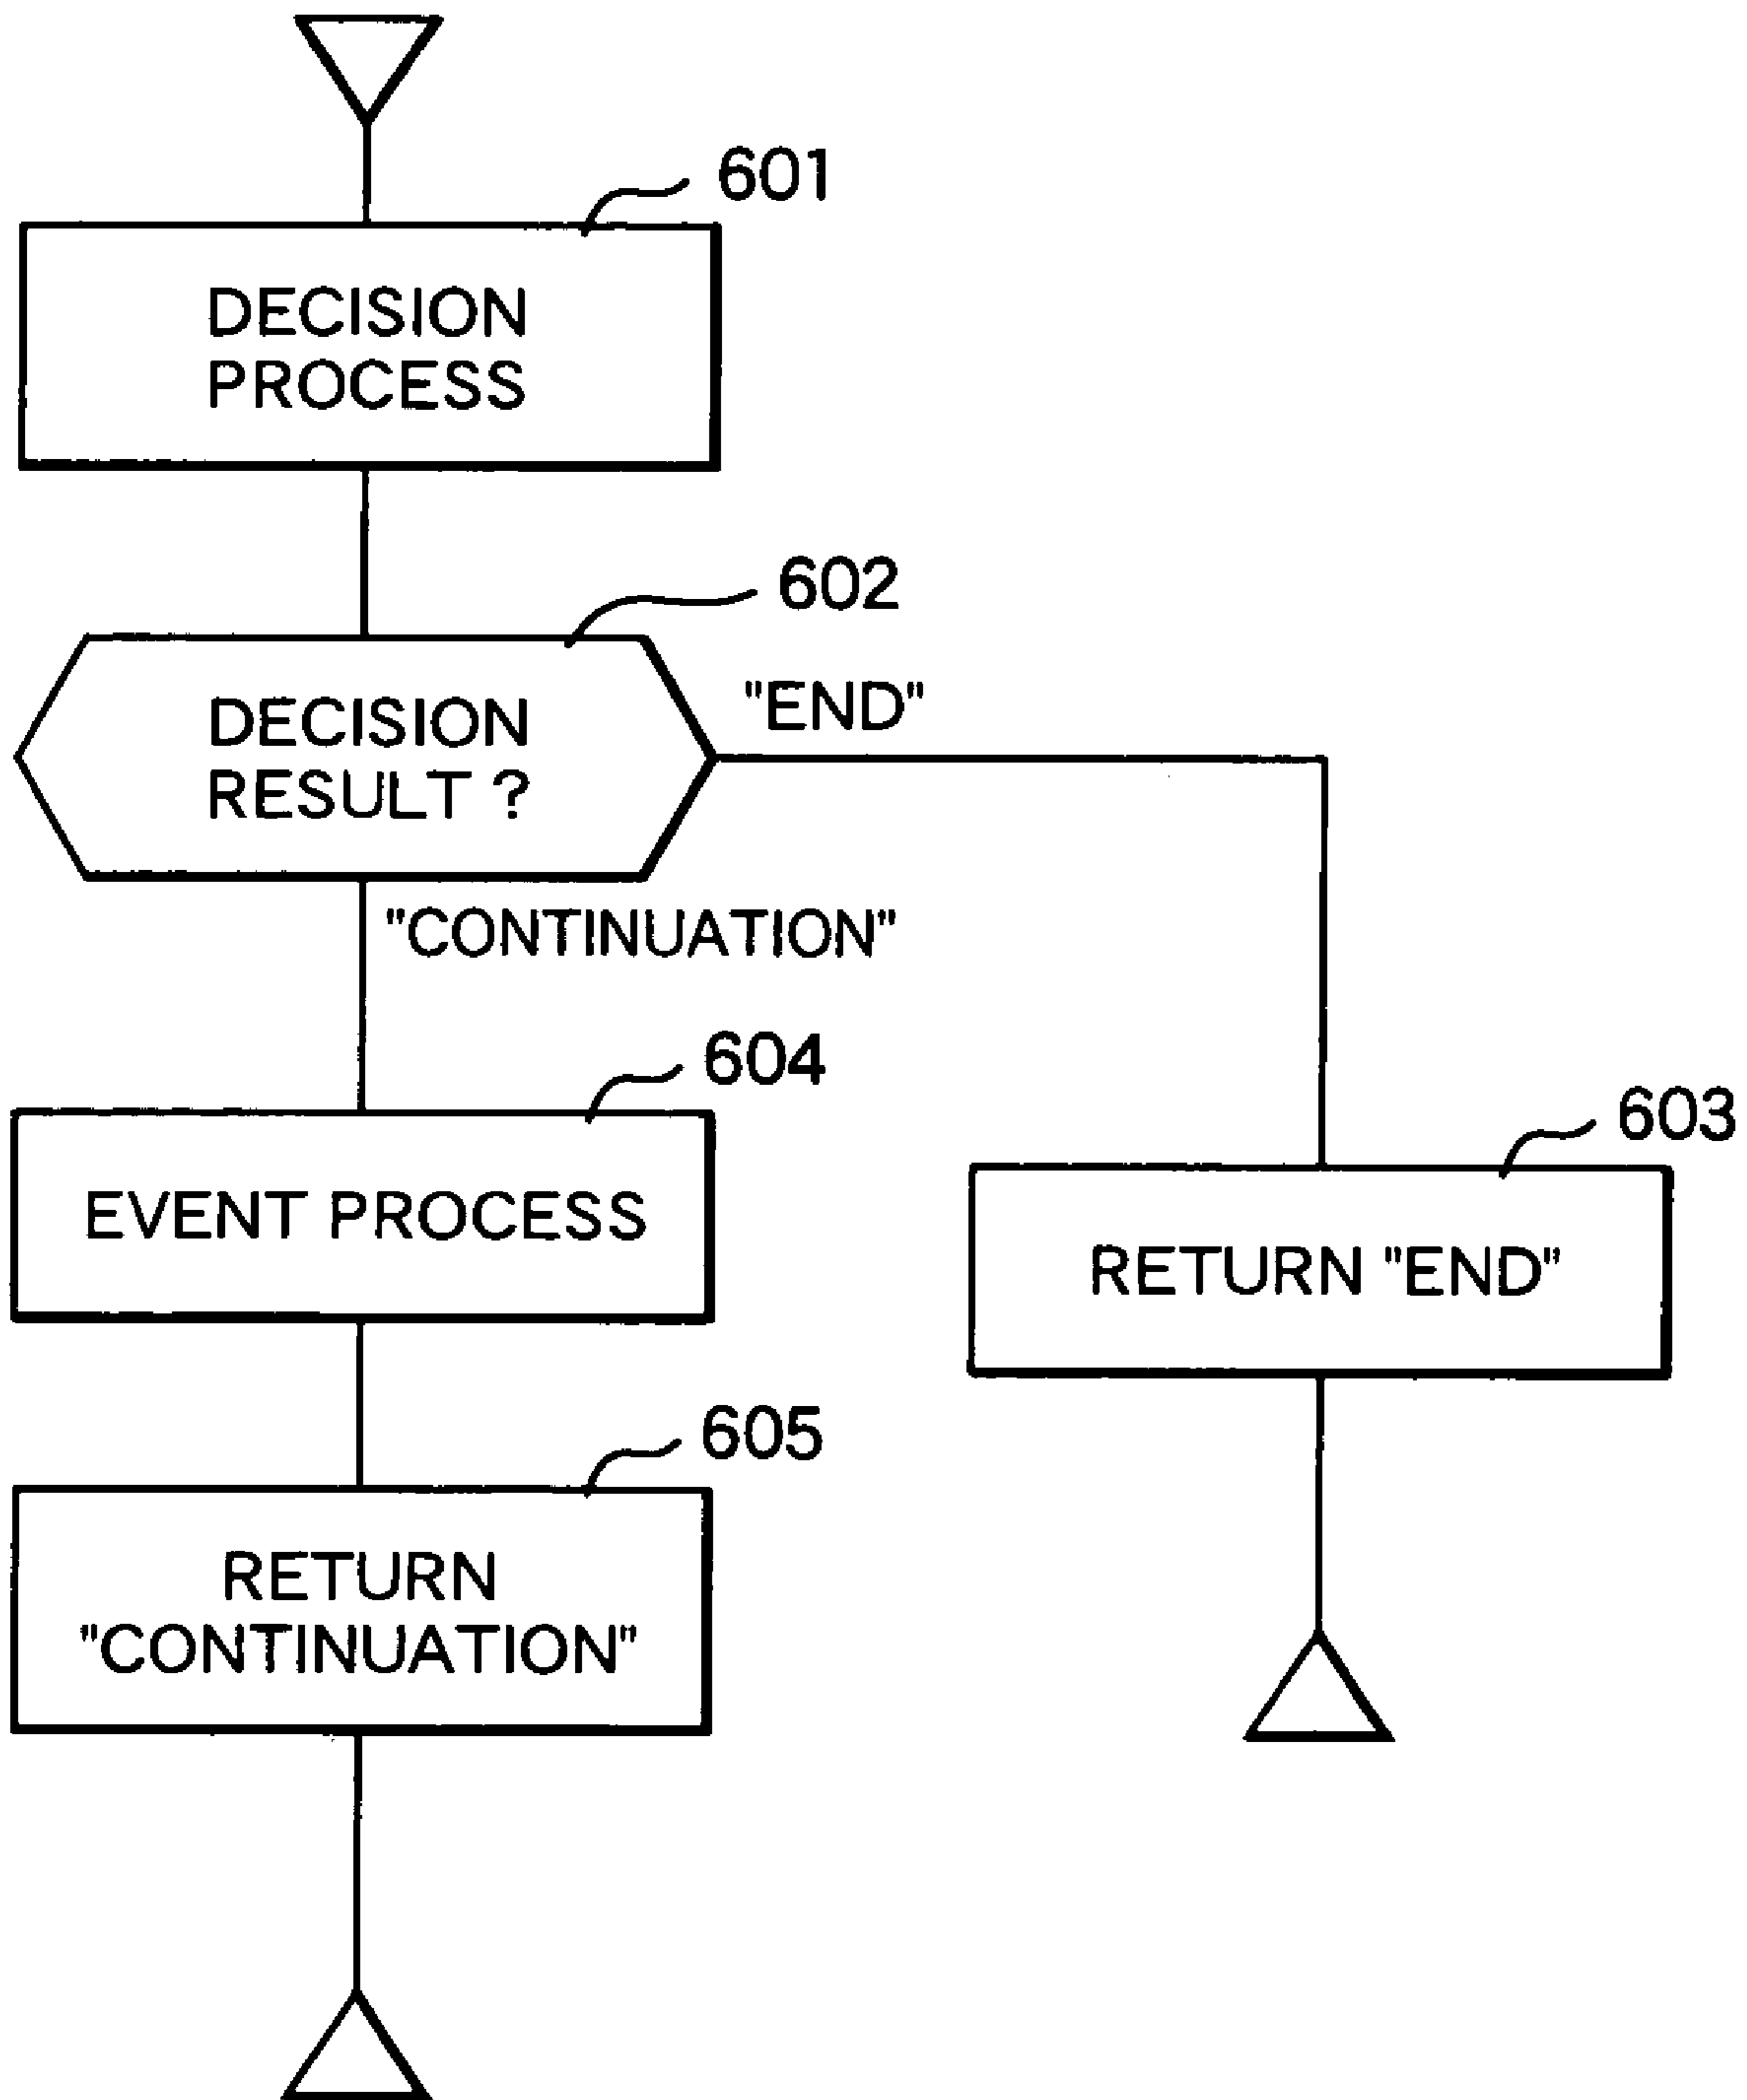 601
DECISION
PROCESS
602
DECISION
RESULT ?
"END"
"CONTINUATION"
604
EVENT PROCESS
603
RETURN "END"
605
RETURN
"CONTINUATION"